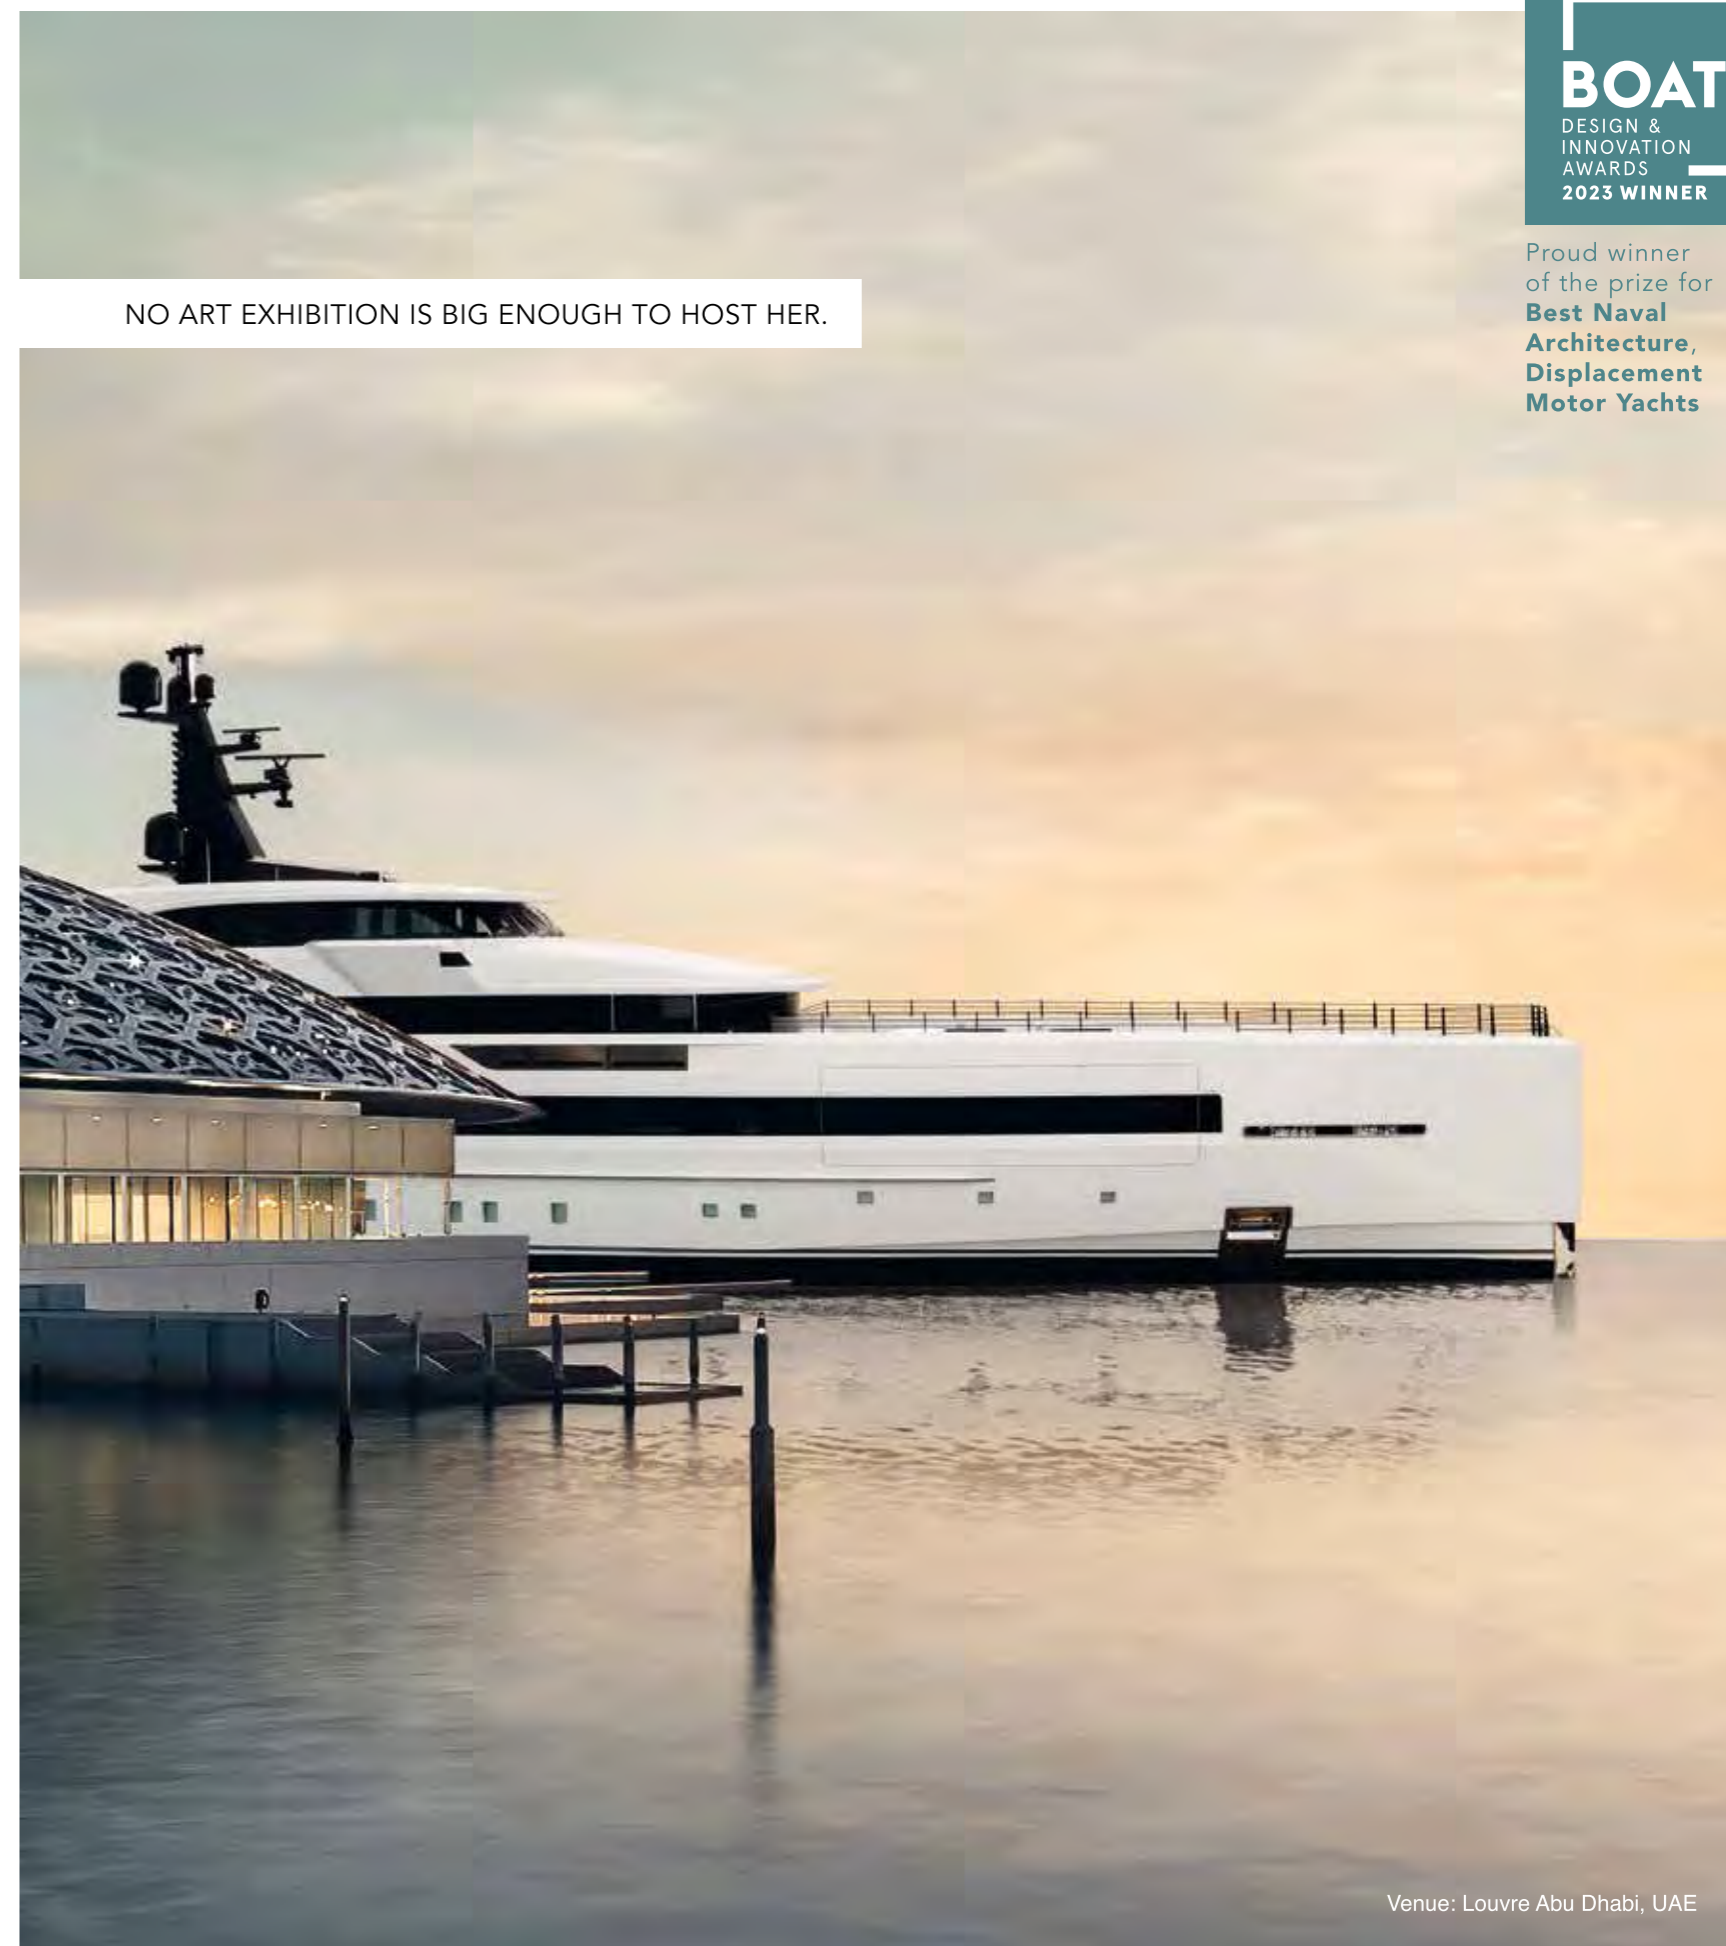 BOAT
DESIGN &
INNOVATION
AWARDS
2023 WINNER
NO ART EXHIBITION IS BIG ENOUGH TO HOST HER.
Proud winner
of the prize for
Best Naval
Architecture,
Displacement
Motor Yachts
Venue: Louvre Abu Dhabi, UAE